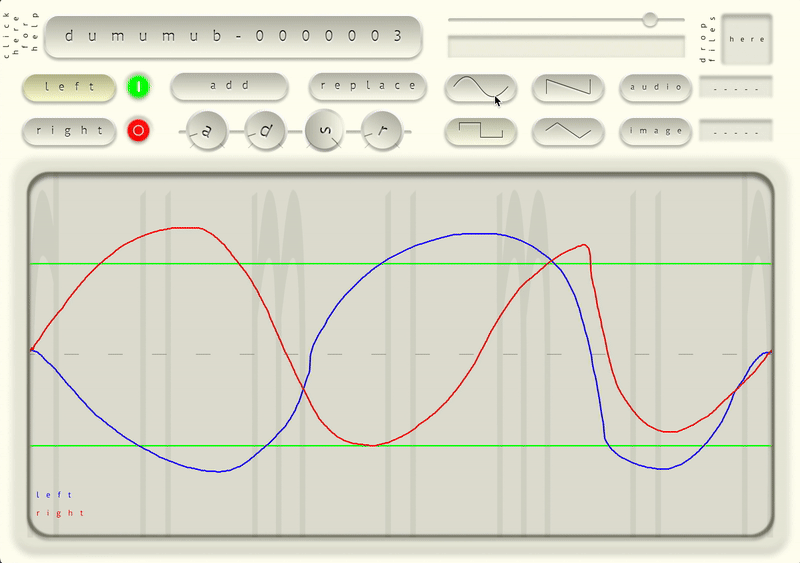 click
here
for
help
dumumub-0000003
drop
files
here
left
add
replace
audio
-----
right
a
d
s
r
image
-----
left
right